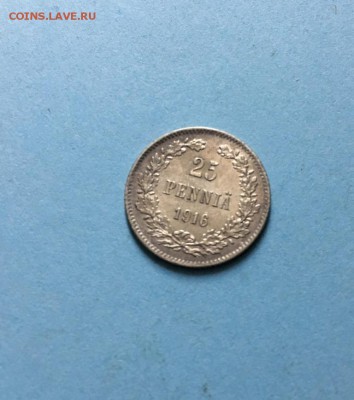 COINS.LAVE.RU
25
PENNIÄ
1916